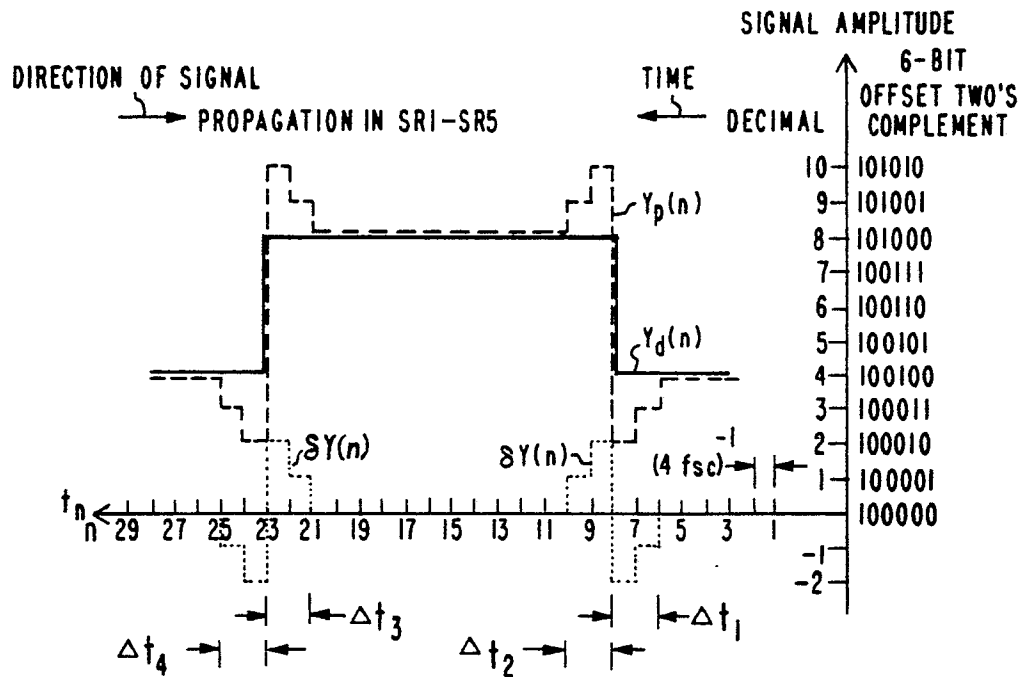 SIGNAL AMPLITUDE
6-BIT
OFFSET TWO'S
COMPLEMENT
DECIMAL
DIRECTION OF SIGNAL
PROPAGATION IN SR1-SR5
TIME
10 101010
9 101001
8 101000
7 100111
6 100110
5 100101
4 100100
3 100011
2 100010
1 100001
100000
-1
-2
Yp(n)
Yd(n)
δY(n)
δY(n)
(4 fsc)-1
tn
n 29 27 25 23 21 19 17 15 13 11 9 7 5 3 1
Δt3
Δt1
Δt4
Δt2